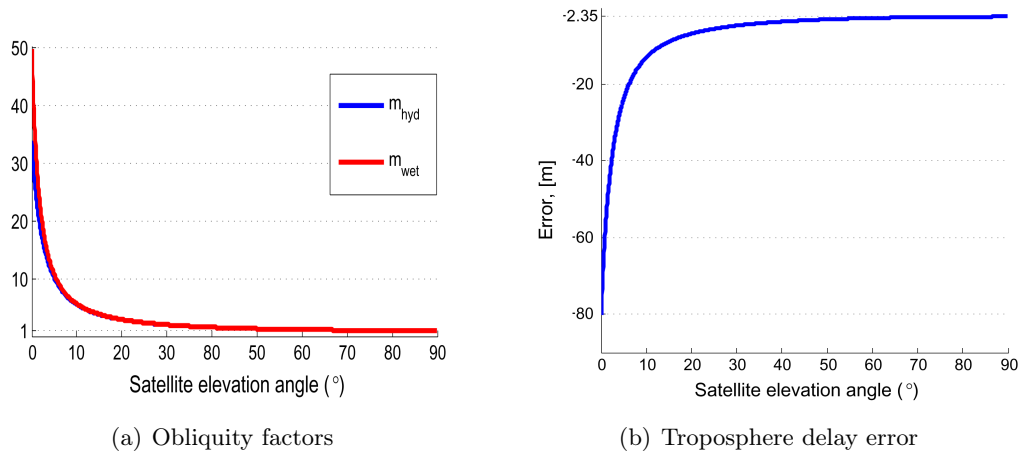 50
40
30
20
10
1
0 10 20 30 40 50 60 70 80 90
Satellite elevation angle (°)
m_hyd
m_wet
(a) Obliquity factors
-2.35
-20
-40
-60
-80
Error, [m]
0 10 20 30 40 50 60 70 80 90
Satellite elevation angle (°)
(b) Troposphere delay error